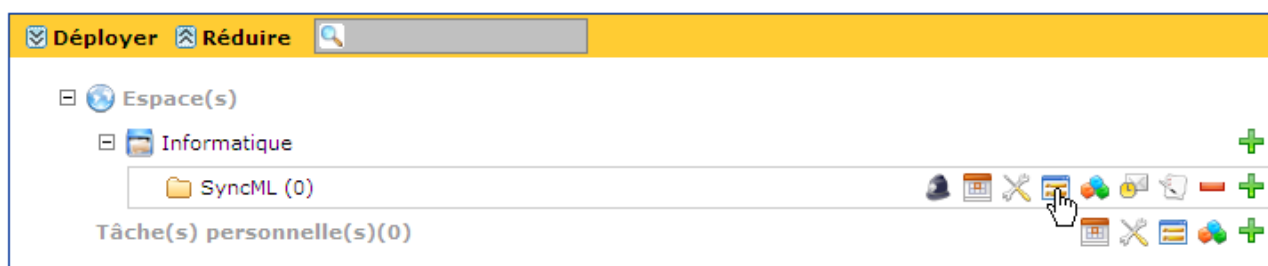 Déployer Réduire
Espace(s)
Informatique
SyncML (0)
Tâche(s) personnelle(s)(0)